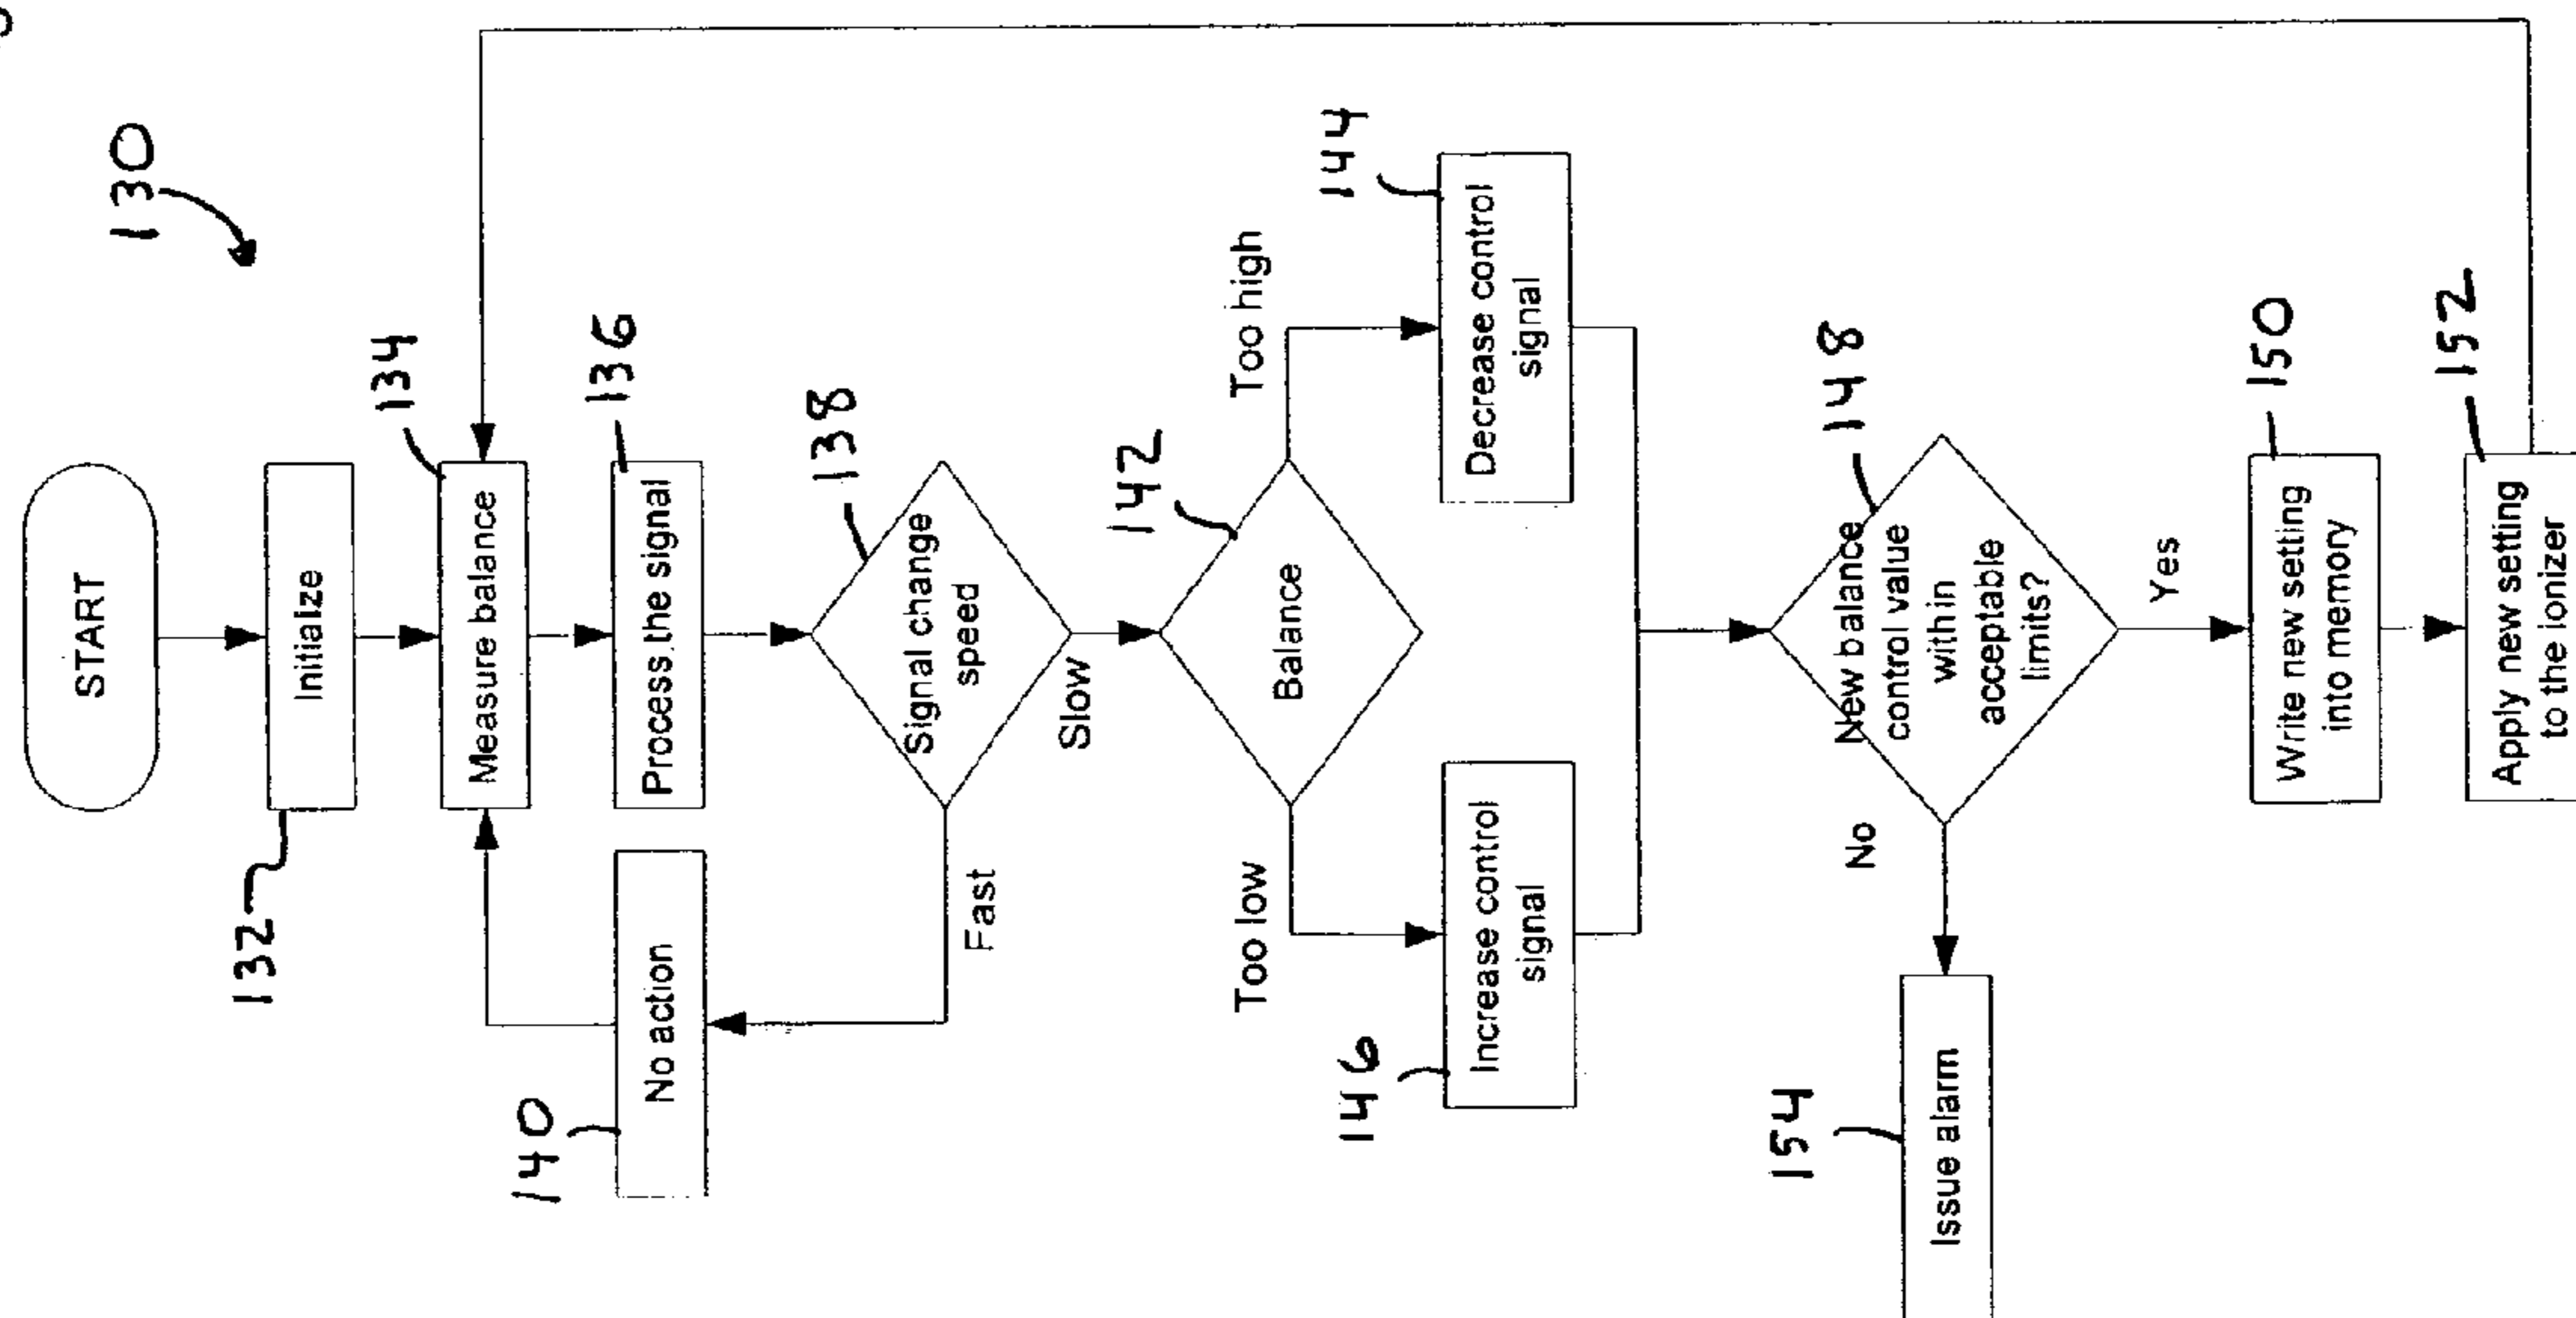 130
START
132
Initialize
134
Measure balance
136
Process the signal
140
No action
138
Signal change
speed
Fast
Slow
142
Balance
Too low
Too high
146
Increase control
signal
144
Decrease control
signal
148
New balance
control value
within
acceptable
limits?
No
Yes
154
Issue alarm
150
Write new setting
into memory
152
Apply new setting
to the ionizer